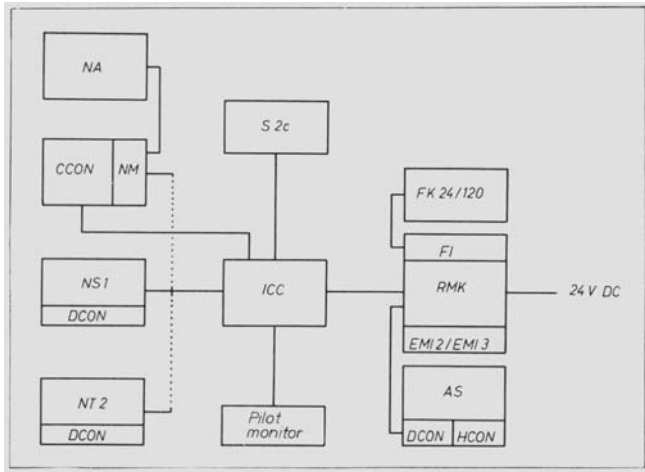 NA
S 2c
CCON
NM
FK 24/120
FI
NS1
DCON
ICC
RMK
24V DC
EMI 2/EMI 3
NT 2
DCON
Pilot
monitor
AS
DCON
HCON